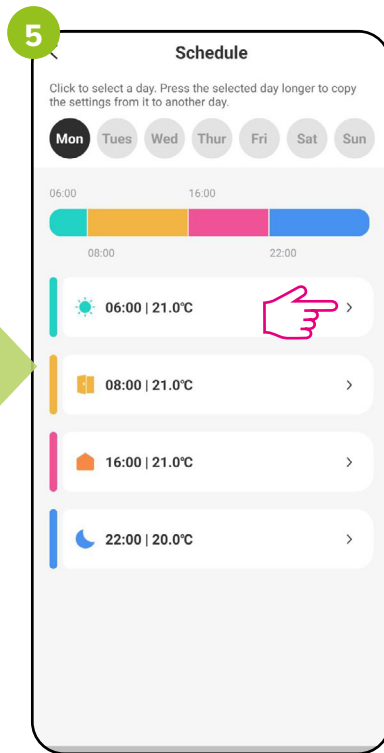 5
Schedule
Click to select a day. Press the selected day longer to copy
the settings from it to another day.
Mon Tues Wed Thur Fri Sat Sun
06:00 16:00
08:00 22:00
06:00 | 21.0℃
08:00 | 21.0℃
16:00 | 21.0℃
22:00 | 20.0℃